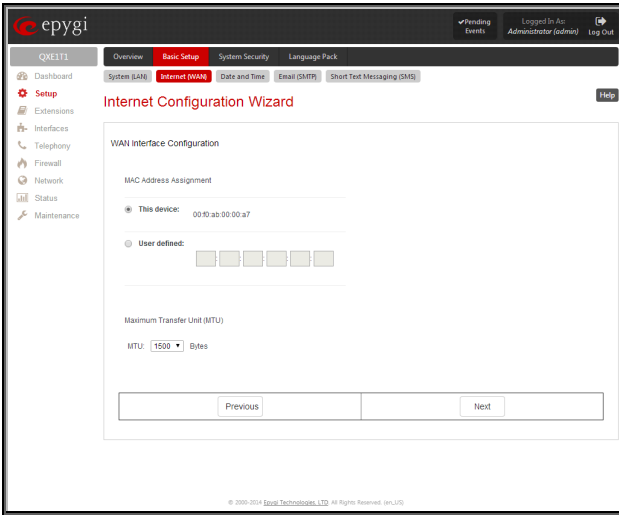 epygi
Pending Events
Logged In As:
Administrator (admin)
Log Out
QXE1T1
Overview Basic Setup System Security Language Pack
Dashboard
Setup
Extensions
Interfaces
Telephony
Firewall
Network
Status
Maintenance
System (LAN) Internet (WAN) Date and Time Email (SMTP) Short Text Messaging (SMS)
Internet Configuration Wizard
Help
WAN Interface Configuration
MAC Address Assignment
This device: 00:f0:ab:00:00:a7
User defined: : : : : :
Maximum Transfer Unit (MTU)
MTU: 1500 Bytes
Previous Next
© 2000-2014 Epygi Technologies, LTD. All Rights Reserved. (en_US)